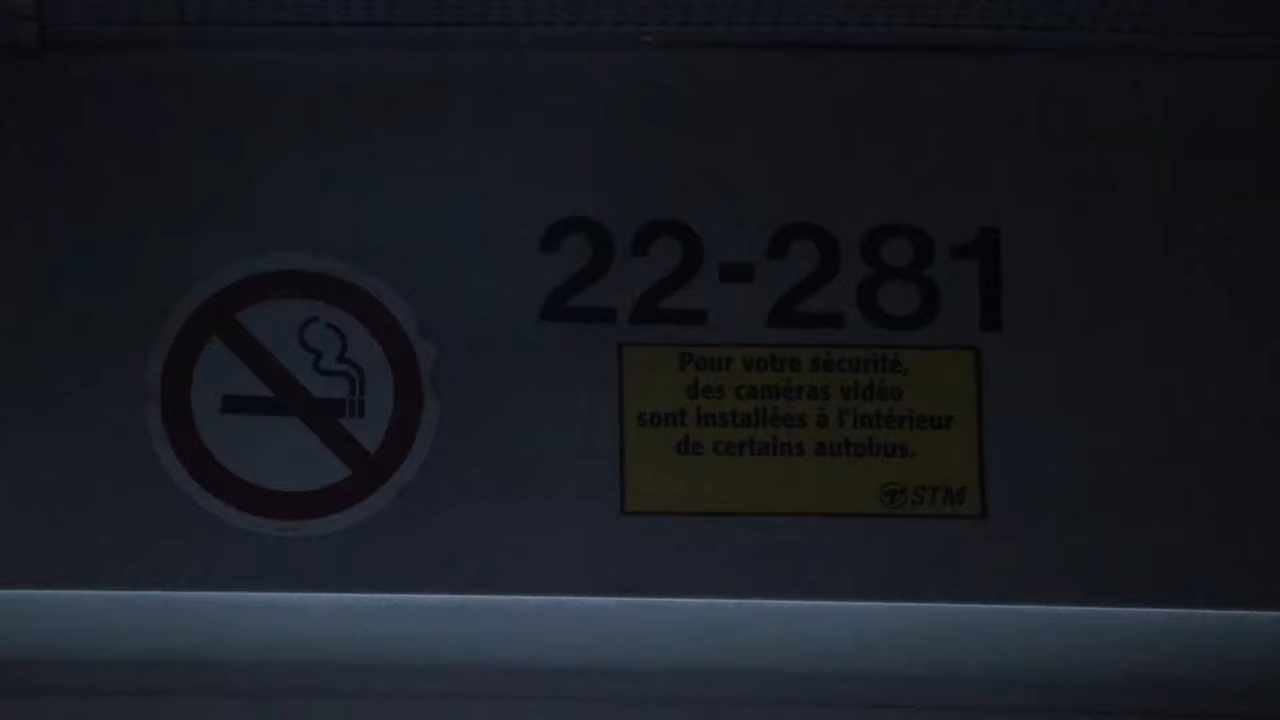 22-281
Pour votre sécurité,
des caméras vidéo
sont installées à l'intérieur
de certains autobus.
STM